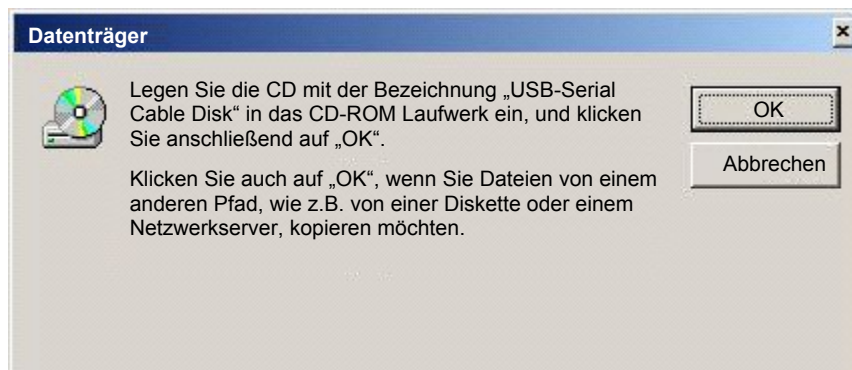 Datenträger
Legen Sie die CD mit der Bezeichnung „USB-Serial
Cable Disk“ in das CD-ROM Laufwerk ein, und klicken
Sie anschließend auf „OK“.
Klicken Sie auch auf „OK“, wenn Sie Dateien von einem
anderen Pfad, wie z.B. von einer Diskette oder einem
Netzwerkserver, kopieren möchten.
OK
Abbrechen